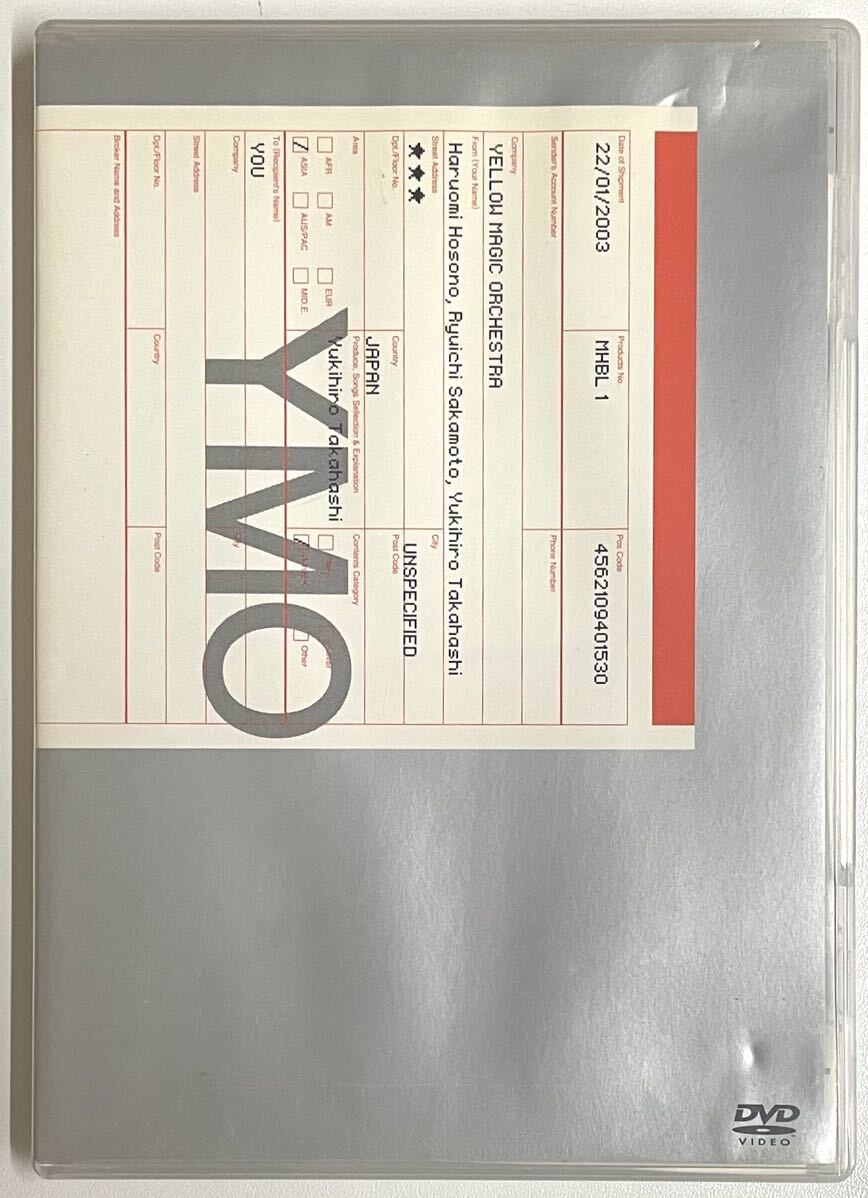 Date of Shipment
22/01/2003
Products No.
MHBL 1
Pos Code
4562109401530
Sender's Account Number
Phone Number
Company
YELLOW MAGIC ORCHESTRA
From (Your Name)
Haruomi Hosono, Ryuichi Sakamoto, Yukihiro Takahashi
Street Address
★★★
City
UNSPECIFIED
Dpt./Floor No.
Country
JAPAN
Post Code
Area
AFR
AM
EUR
ASIA
AUS/PAC
MID.E.
Produce, Songs Selection & Explanation
Yukihiro Takahashi
Contents Category
Other
To (Recipient's Name)
YOU
Company
Street Address
Dpt./Floor No.
Country
Post Code
Broker Name and Address
YMO
DVD
VIDEO